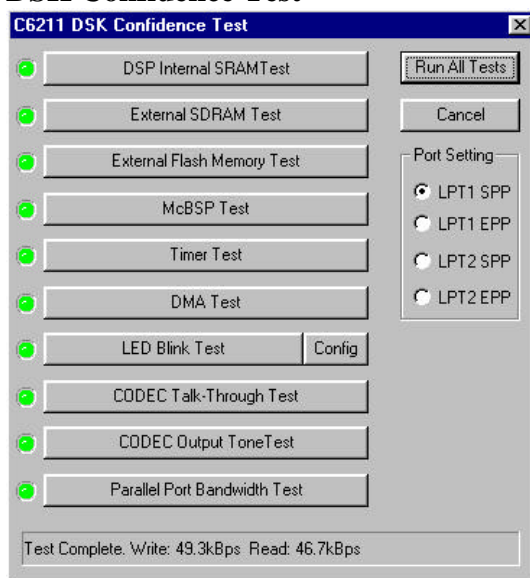 C6211 DSK Confidence Test
DSP Internal SRAMTest
External SDRAM Test
External Flash Memory Test
McBSP Test
Timer Test
DMA Test
LED Blink Test
Config
CODEC Talk-Through Test
CODEC Output ToneTest
Parallel Port Bandwidth Test
Run All Tests
Cancel
Port Setting
LPT1 SPP
LPT1 EPP
LPT2 SPP
LPT2 EPP
Test Complete. Write: 49.3kBps Read: 46.7kBps